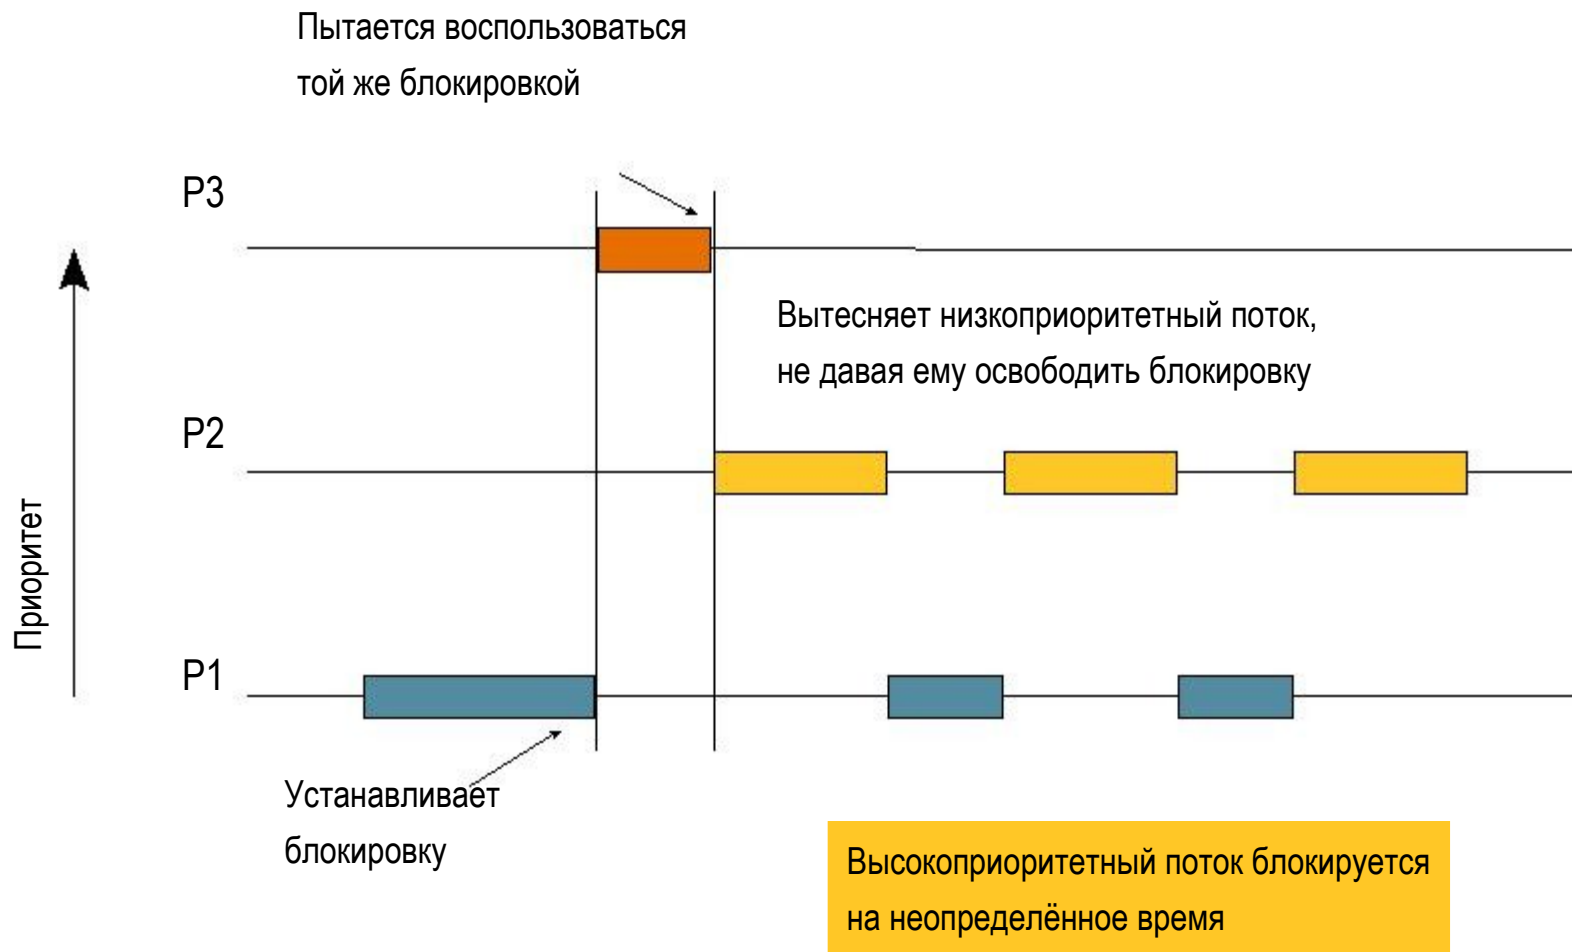 Пытается воспользоваться
той же блокировкой
P3
Вытесняет низкоприоритетный поток,
не давая ему освободить блокировку
P2
Приоритет
P1
Устанавливает
блокировку
Высокоприоритетный поток блокируется
на неопределённое время